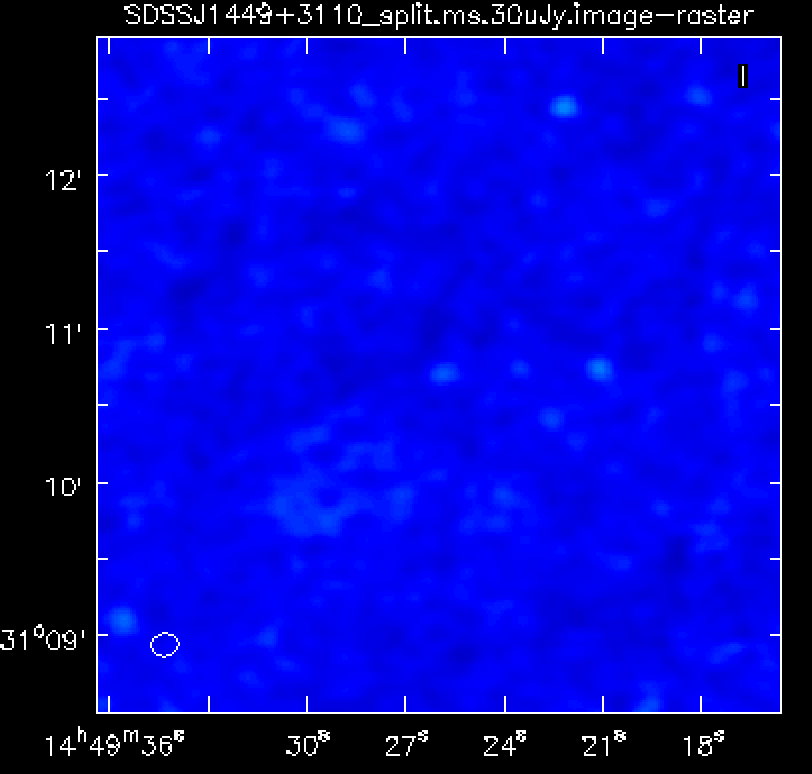 SDSSJ1449+3110_split.ms.30uJy.image-raster
I
12'
11'
10'
31°09'
14ʰ49ᵐ36ˢ 30ˢ 27ˢ 24ˢ 21ˢ 18ˢ